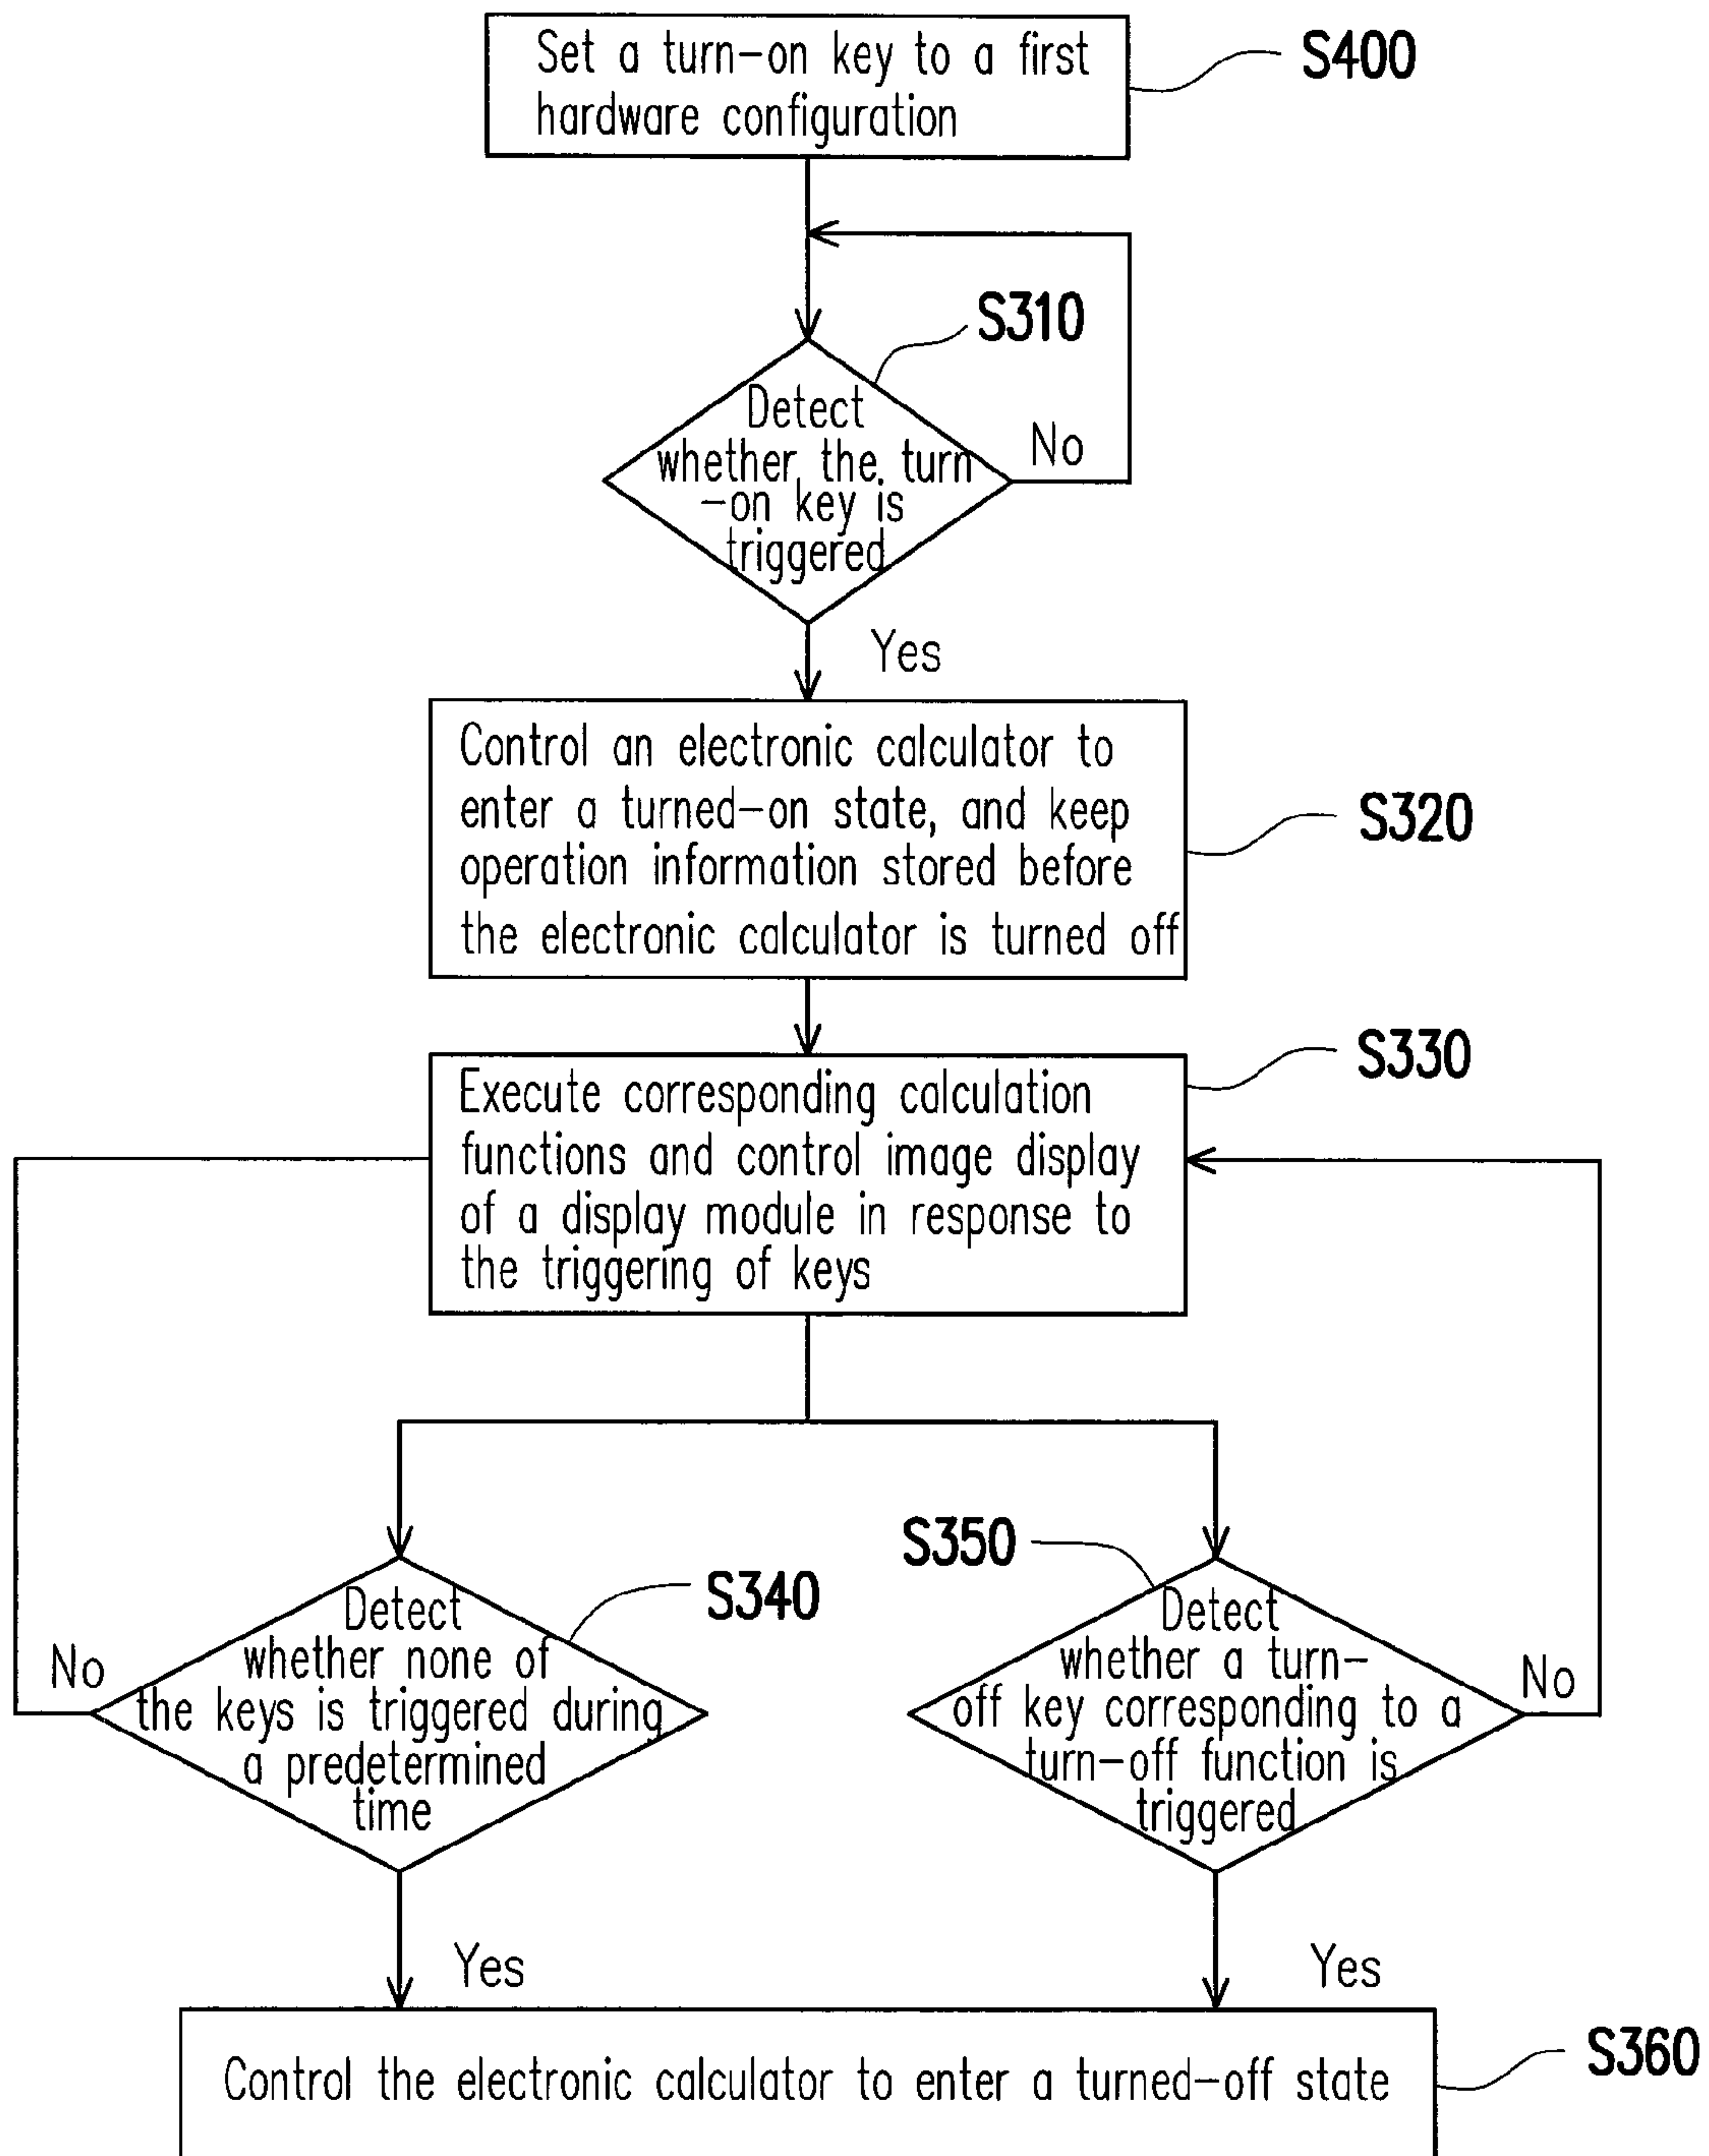 Set a turn-on key to a first
hardware configuration
S400
S310
Detect
whether the turn
-on key is
triggered
No
Yes
Control an electronic calculator to
enter a turned-on state, and keep
operation information stored before
the electronic calculator is turned off
S320
S330
Execute corresponding calculation
functions and control image display
of a display module in response to
the triggering of keys
S340
Detect
whether none of
the keys is triggered during
a predetermined
time
No
Yes
S350
Detect
whether a turn-
off key corresponding to a
turn-off function is
triggered
No
Yes
Control the electronic calculator to enter a turned-off state
S360